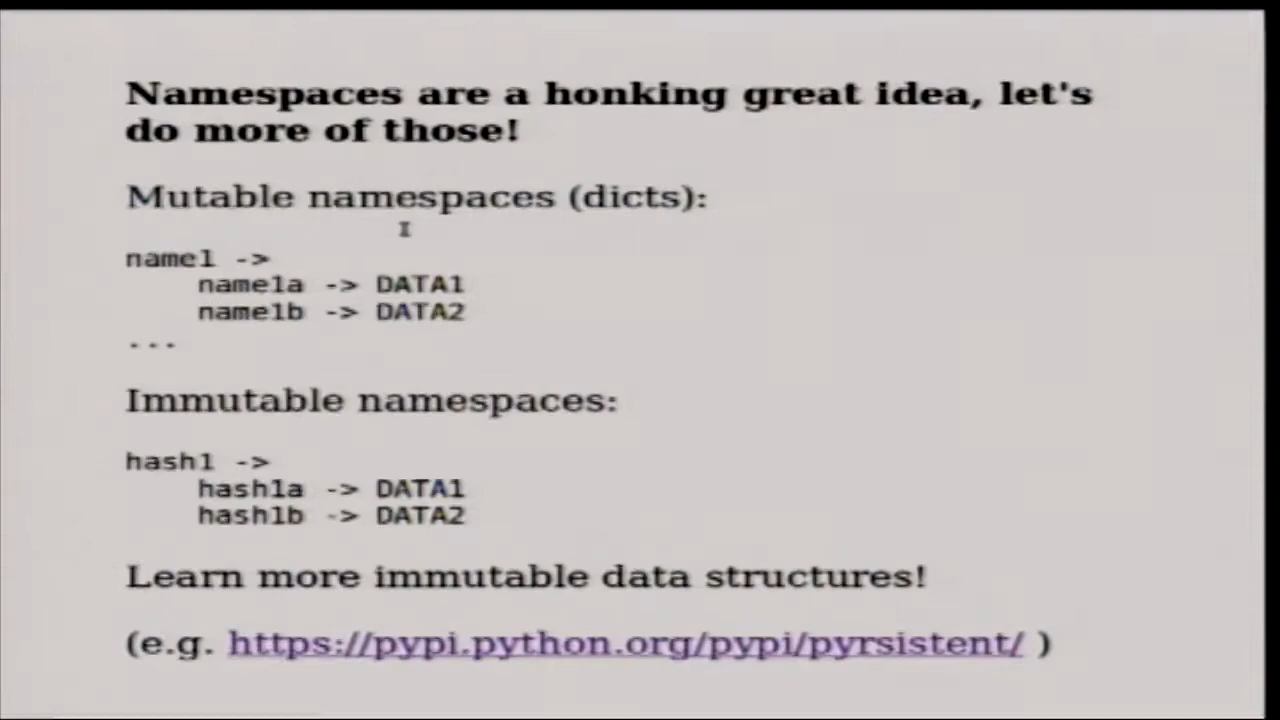 Namespaces are a honking great idea, let's
do more of those!
Mutable namespaces (dicts):
name1 ->
name1a -> DATA1
name1b -> DATA2
...
Immutable namespaces:
hash1 ->
hash1a -> DATA1
hash1b -> DATA2
Learn more immutable data structures!
(e.g. https://pypi.python.org/pypi/pyrsistent/ )